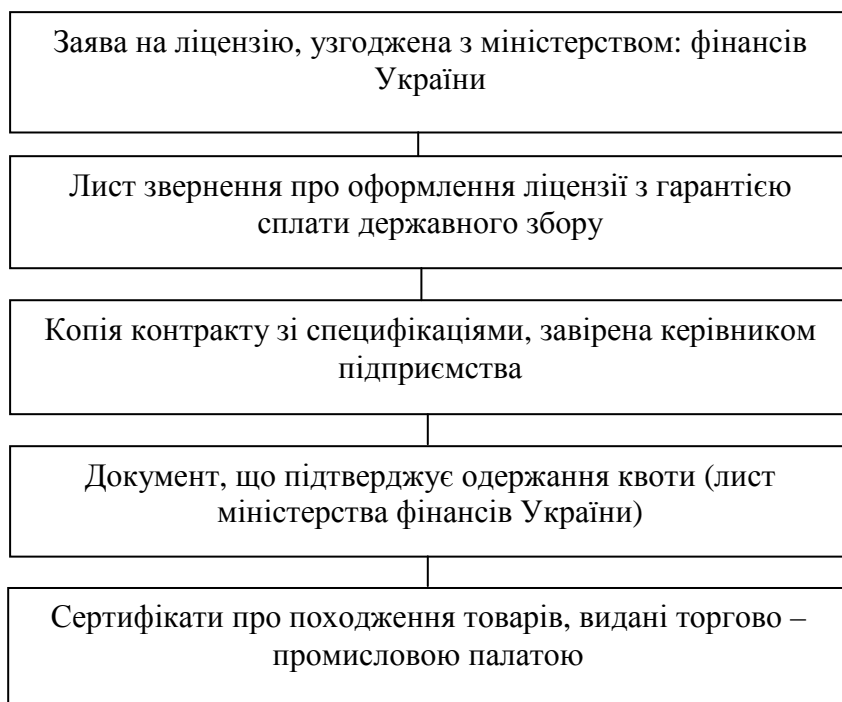 Заява на ліцензію, узгоджена з міністерством: фінансів
України
Лист звернення про оформлення ліцензії з гарантією
сплати державного збору
Копія контракту зі специфікаціями, завірена керівником
підприємства
Документ, що підтверджує одержання квоти (лист
міністерства фінансів України)
Сертифікати про походження товарів, видані торгово –
промисловою палатою